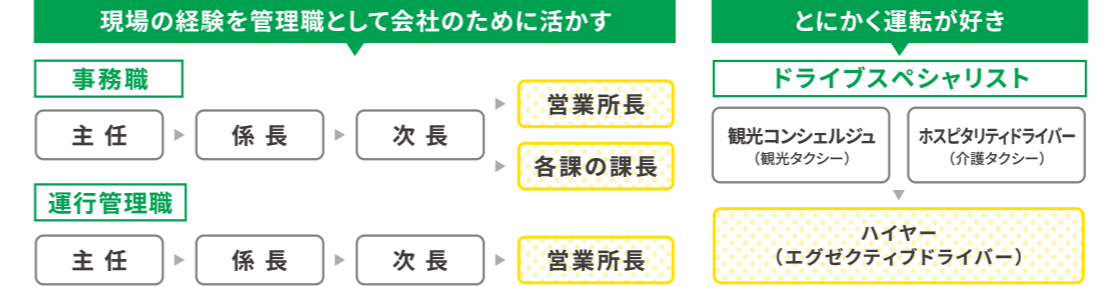 現場の経験を管理職として会社のために活かす
事務職
主任
係長
次長
営業所長
各課の課長
運行管理職
主任
係長
次長
営業所長
とにかく運転が好き
ドライブスペシャリスト
観光コンシェルジュ
（観光タクシー）
ホスピタリティドライバー
（介護タクシー）
ハイヤー
（エグゼクティブドライバー）